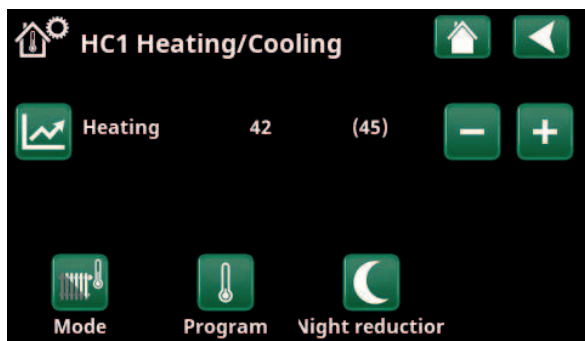 HC1 Heating/Cooling
Heating 42 (45)
Mode Program Night reduction